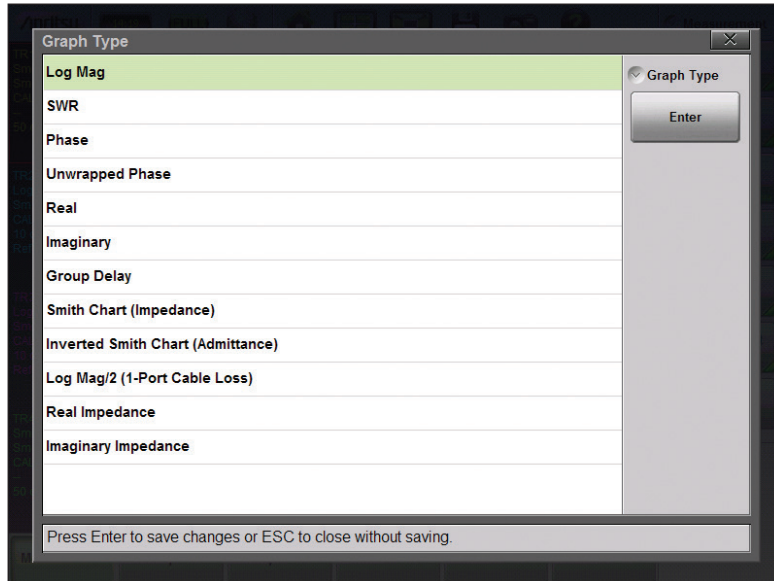 Graph Type
Log Mag
SWR
Phase
Unwrapped Phase
Real
Imaginary
Group Delay
Smith Chart (Impedance)
Inverted Smith Chart (Admittance)
Log Mag/2 (1-Port Cable Loss)
Real Impedance
Imaginary Impedance
Graph Type
Enter
Press Enter to save changes or ESC to close without saving.
Anritsu
Measurement